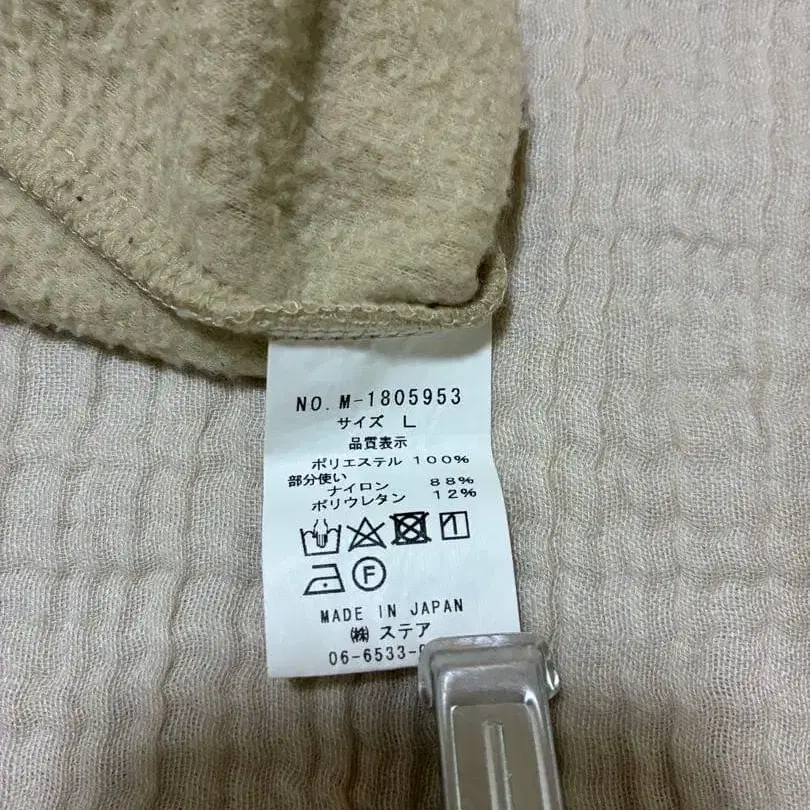 NO. M-1805953
サイズ L
品質表示
ポリエステル 100%
部分使い
ナイロン 88%
ポリウレタン 12%
F
MADE IN JAPAN
㈱ ステア
06-6533-